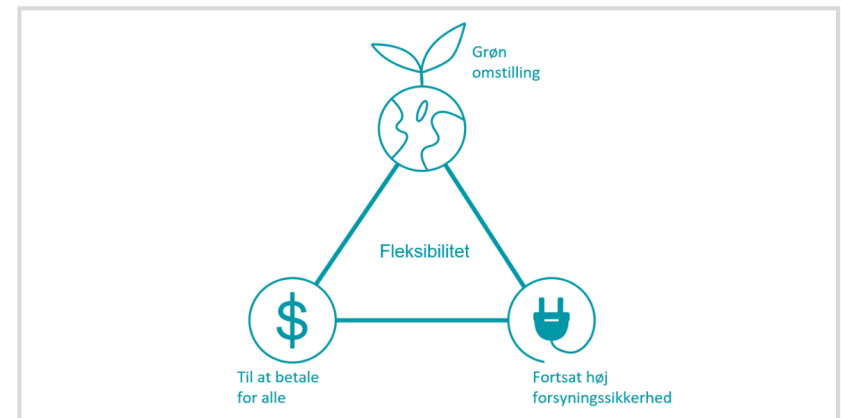 Grøn
omstilling
Fleksibilitet
$
Til at betale
for alle
Fortsat høj
forsyningssikkerhed